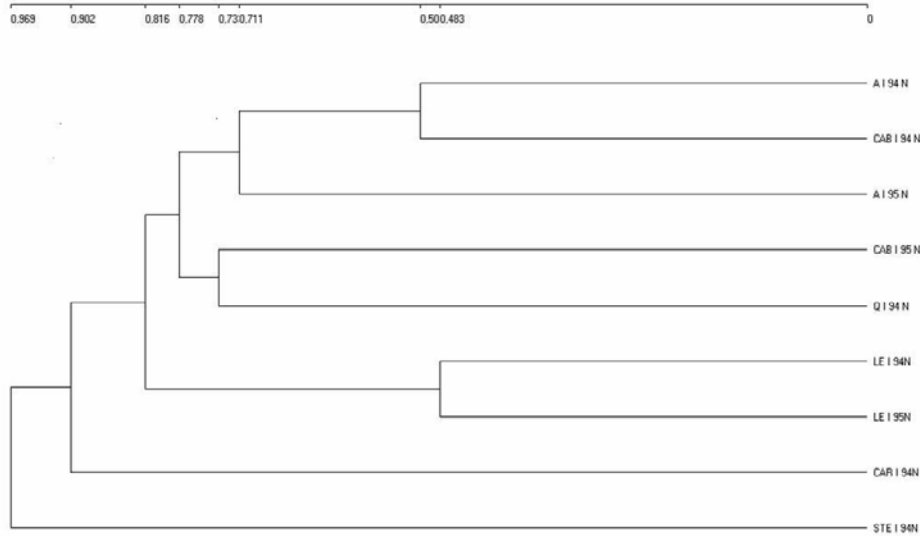 0.969 0.902 0.816 0.778 0.730.711 0.500.483 0
A I 94 N
CAB I 94 N
A I 95 N
CAB I 95 N
Q I 94 N
LE I 94N
LE I 95N
CAR I 94N
STE I 94N